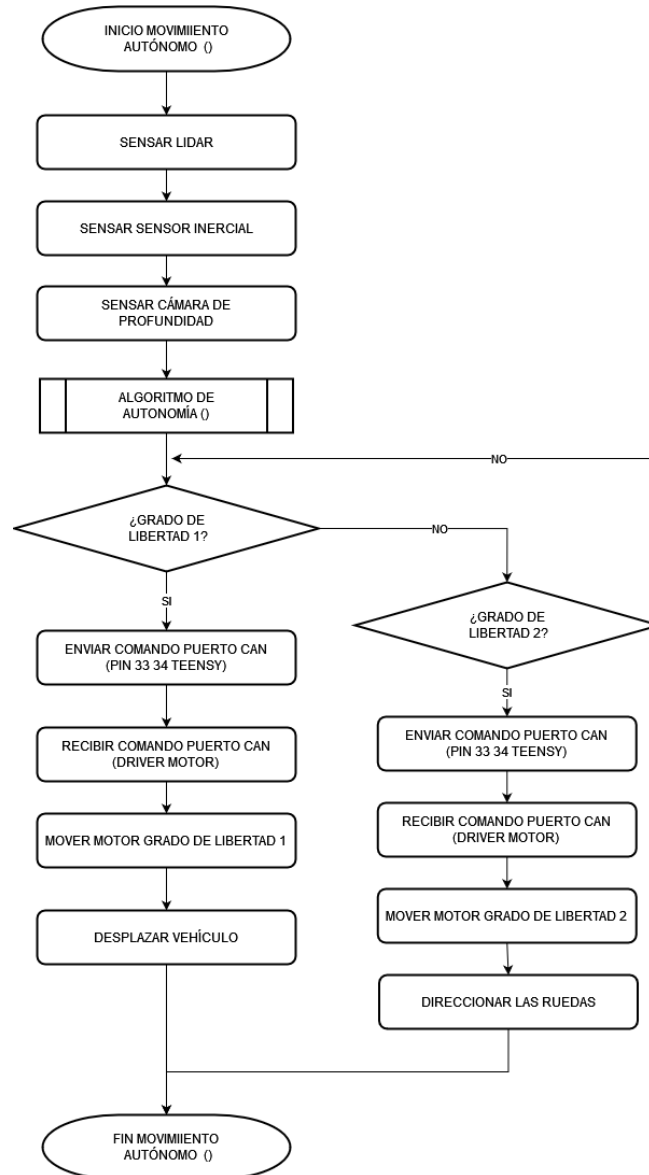 INICIO MOVIMIIENTO
AUTÓNOMO ()
SENSAR LIDAR
SENSAR SENSOR INERCIAL
SENSAR CÁMARA DE
PROFUNDIDAD
ALGORITMO DE
AUTONOMÍA ()
NO
¿GRADO DE
LIBERTAD 1?
NO
SI
¿GRADO DE
LIBERTAD 2?
SI
ENVIAR COMANDO PUERTO CAN
(PIN 33 34 TEENSY)
RECIBIR COMANDO PUERTO CAN
(DRIVER MOTOR)
MOVER MOTOR GRADO DE LIBERTAD 1
DESPLAZAR VEHÍCULO
ENVIAR COMANDO PUERTO CAN
(PIN 33 34 TEENSY)
RECIBIR COMANDO PUERTO CAN
(DRIVER MOTOR)
MOVER MOTOR GRADO DE LIBERTAD 2
DIRECCIONAR LAS RUEDAS
FIN MOVIMIIENTO
AUTÓNOMO ()